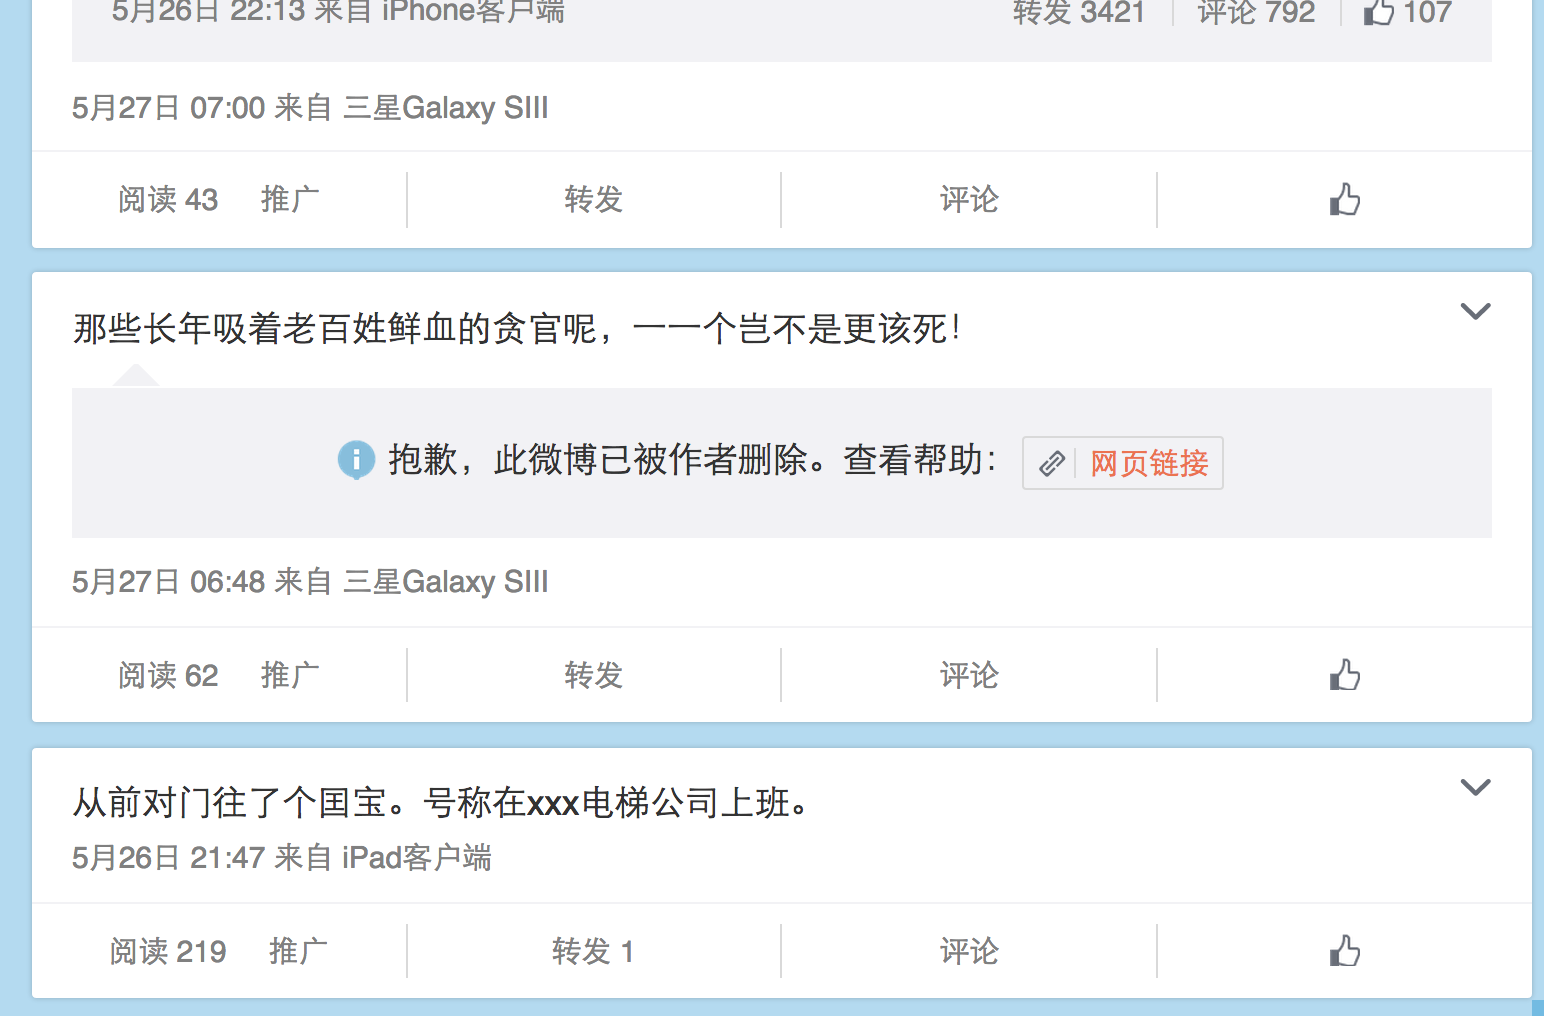 5月26日 22:13 来自 iPhone客户端 转发 3421 评论 792 107
5月27日 07:00 来自 三星Galaxy SIII
阅读 43 推广 转发 评论
那些长年吸着老百姓鲜血的贪官呢，一一个岂不是更该死！
抱歉，此微博已被作者删除。查看帮助： 网页链接
5月27日 06:48 来自 三星Galaxy SIII
阅读 62 推广 转发 评论
从前对门往了个国宝。号称在xxx电梯公司上班。
5月26日 21:47 来自 iPad客户端
阅读 219 推广 转发 1 评论